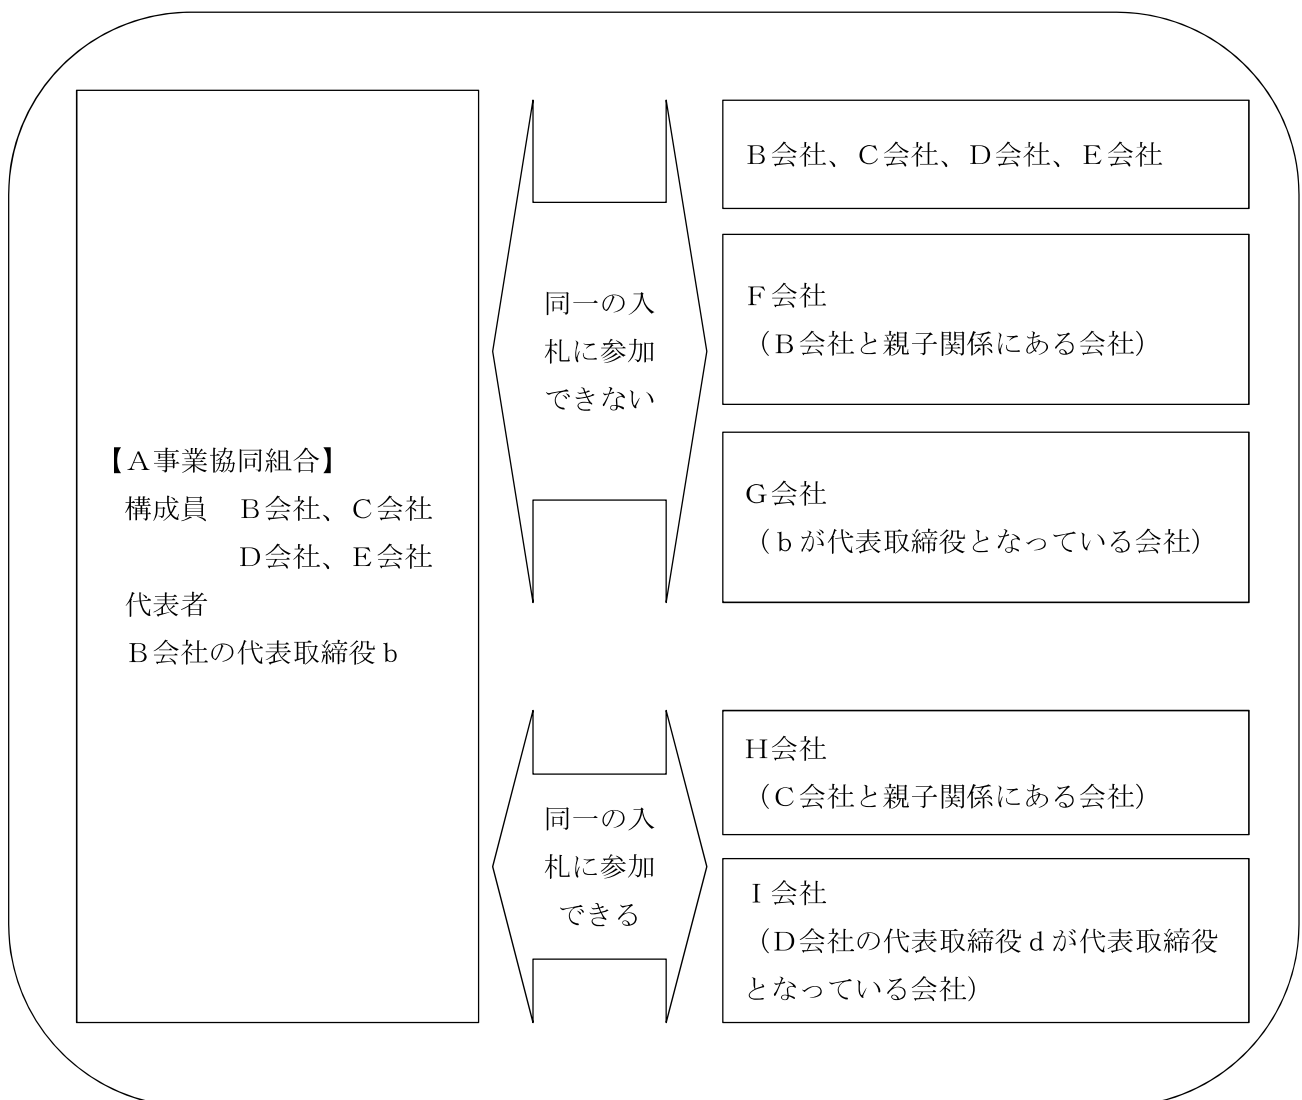 【Ａ事業協同組合】
構成員　Ｂ会社、Ｃ会社
Ｄ会社、Ｅ会社
代表者
Ｂ会社の代表取締役ｂ
同一の入
札に参加
できない
Ｂ会社、Ｃ会社、Ｄ会社、Ｅ会社
Ｆ会社
（Ｂ会社と親子関係にある会社）
Ｇ会社
（ｂが代表取締役となっている会社）
同一の入
札に参加
できる
Ｈ会社
（Ｃ会社と親子関係にある会社）
Ｉ会社
（Ｄ会社の代表取締役ｄが代表取締役
となっている会社）